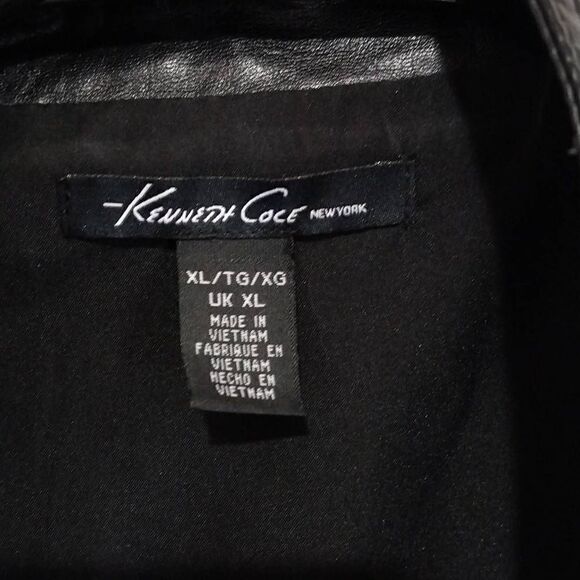 Kenneth Cole NEW YORK
XL/TG/XG
UK XL
MADE IN
VIETNAM
FABRIQUE EN
VIETNAM
HECHO EN
VIETNAM